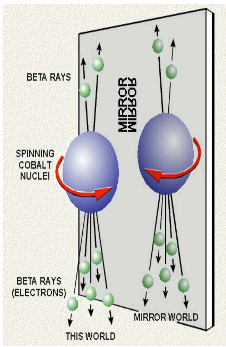 BETA RAYS
MIRROR
MIRROR
SPINNING
COBALT
NUCLEI
BETA RAYS
(ELECTRONS)
MIRROR WORLD
THIS WORLD